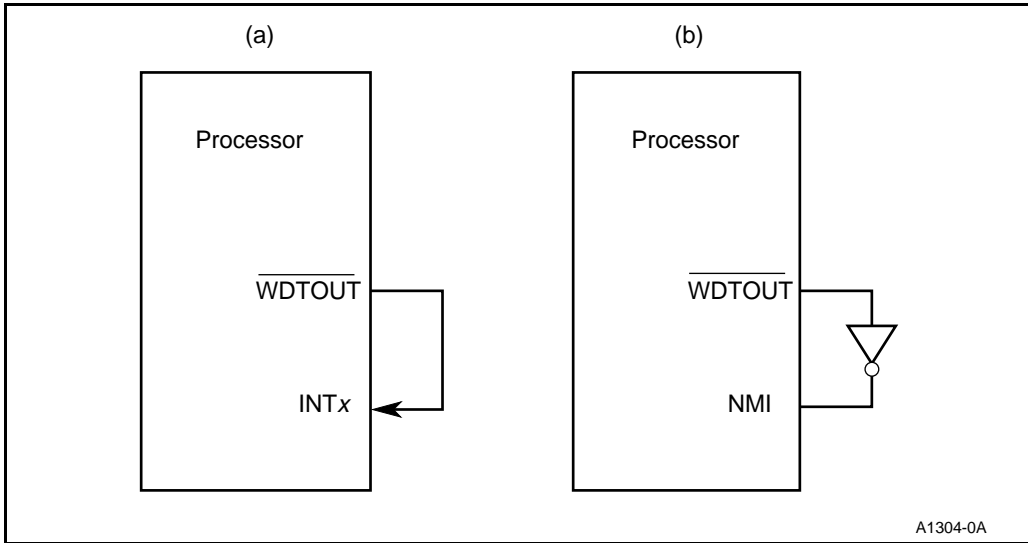 (a)
Processor
WDTOUT
INTx
(b)
Processor
WDTOUT
NMI
A1304-0A